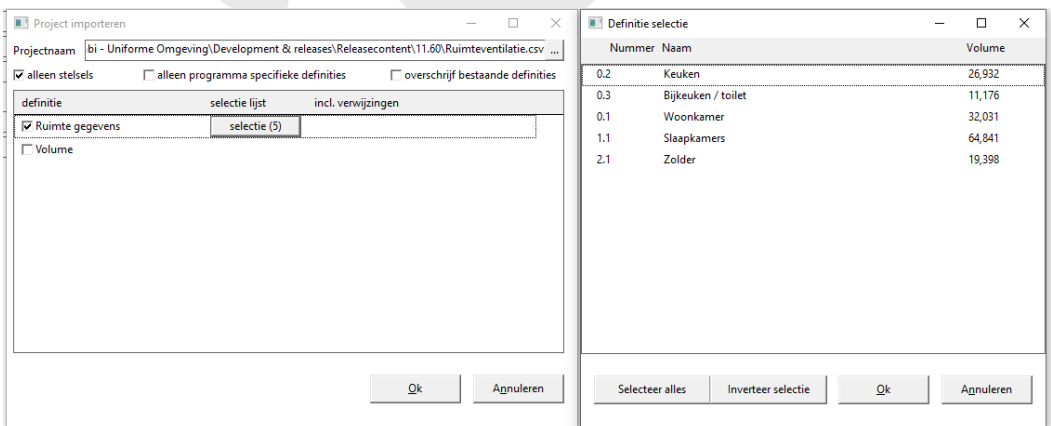 Project importeren
Projectnaam bi - Uniforme Omgeving\Development & releases\Releasecontent\11.60\Ruimteventilatie.csv ...
alleen stelsels alleen programma specifieke definities overschrijf bestaande definities
definitie selectie lijst incl. verwijzingen
Ruimte gegevens selectie (5)
Volume
Ok Annuleren
Definitie selectie
Nummer Naam Volume
0.2 Keuken 26,932
0.3 Bijkeuken / toilet 11,176
0.1 Woonkamer 32,031
1.1 Slaapkamers 64,841
2.1 Zolder 19,398
Selecteer alles Inverteer selectie Ok Annuleren